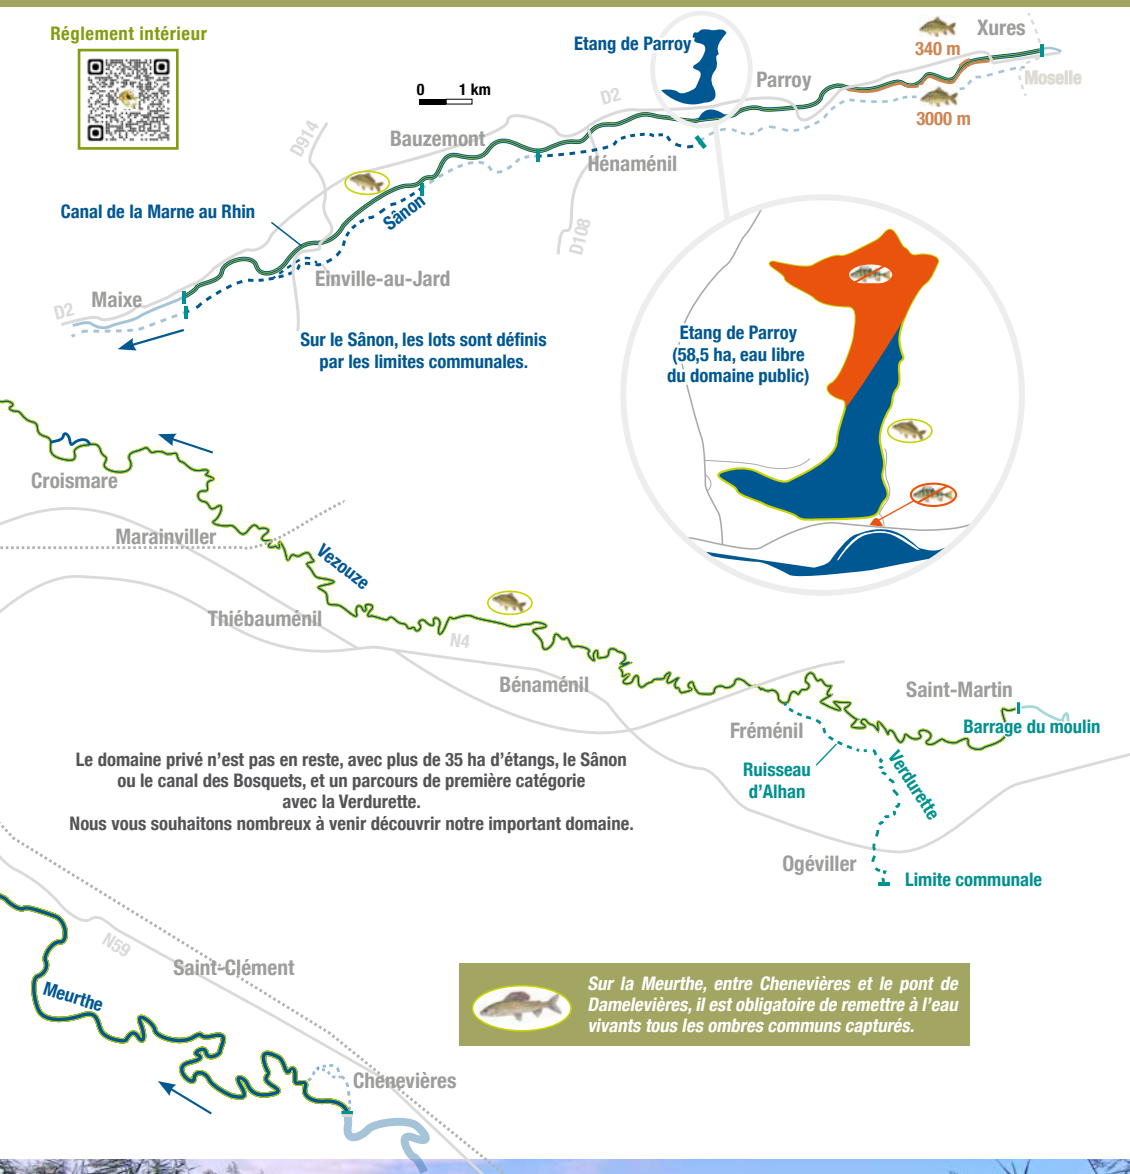 Réglement intérieur
Etang de Parroy
Xures
340 m
Moselle
0 1 km
Parroy
D2
3000 m
D914
Bauzemont
Hénaménil
Canal de la Marne au Rhin
Sânon
D108
Einville-au-Jard
Maixe
D2
Sur le Sânon, les lots sont définis
par les limites communales.
Etang de Parroy
(58,5 ha, eau libre
du domaine public)
Croismare
Marainviller
Vezouze
Thiébauménil
N4
Bénaménil
Saint-Martin
Barrage du moulin
Fréménil
Ruisseau
d'Alhan
Verdurette
Ogéviller
Limite communale
Le domaine privé n'est pas en reste, avec plus de 35 ha d'étangs, le Sânon
ou le canal des Bosquets, et un parcours de première catégorie
avec la Verdurette.
Nous vous souhaitons nombreux à venir découvrir notre important domaine.
N59
Saint-Clément
Meurthe
Chenevières
Sur la Meurthe, entre Chenevières et le pont de
Damelevières, il est obligatoire de remettre à l'eau
vivants tous les ombres communs capturés.